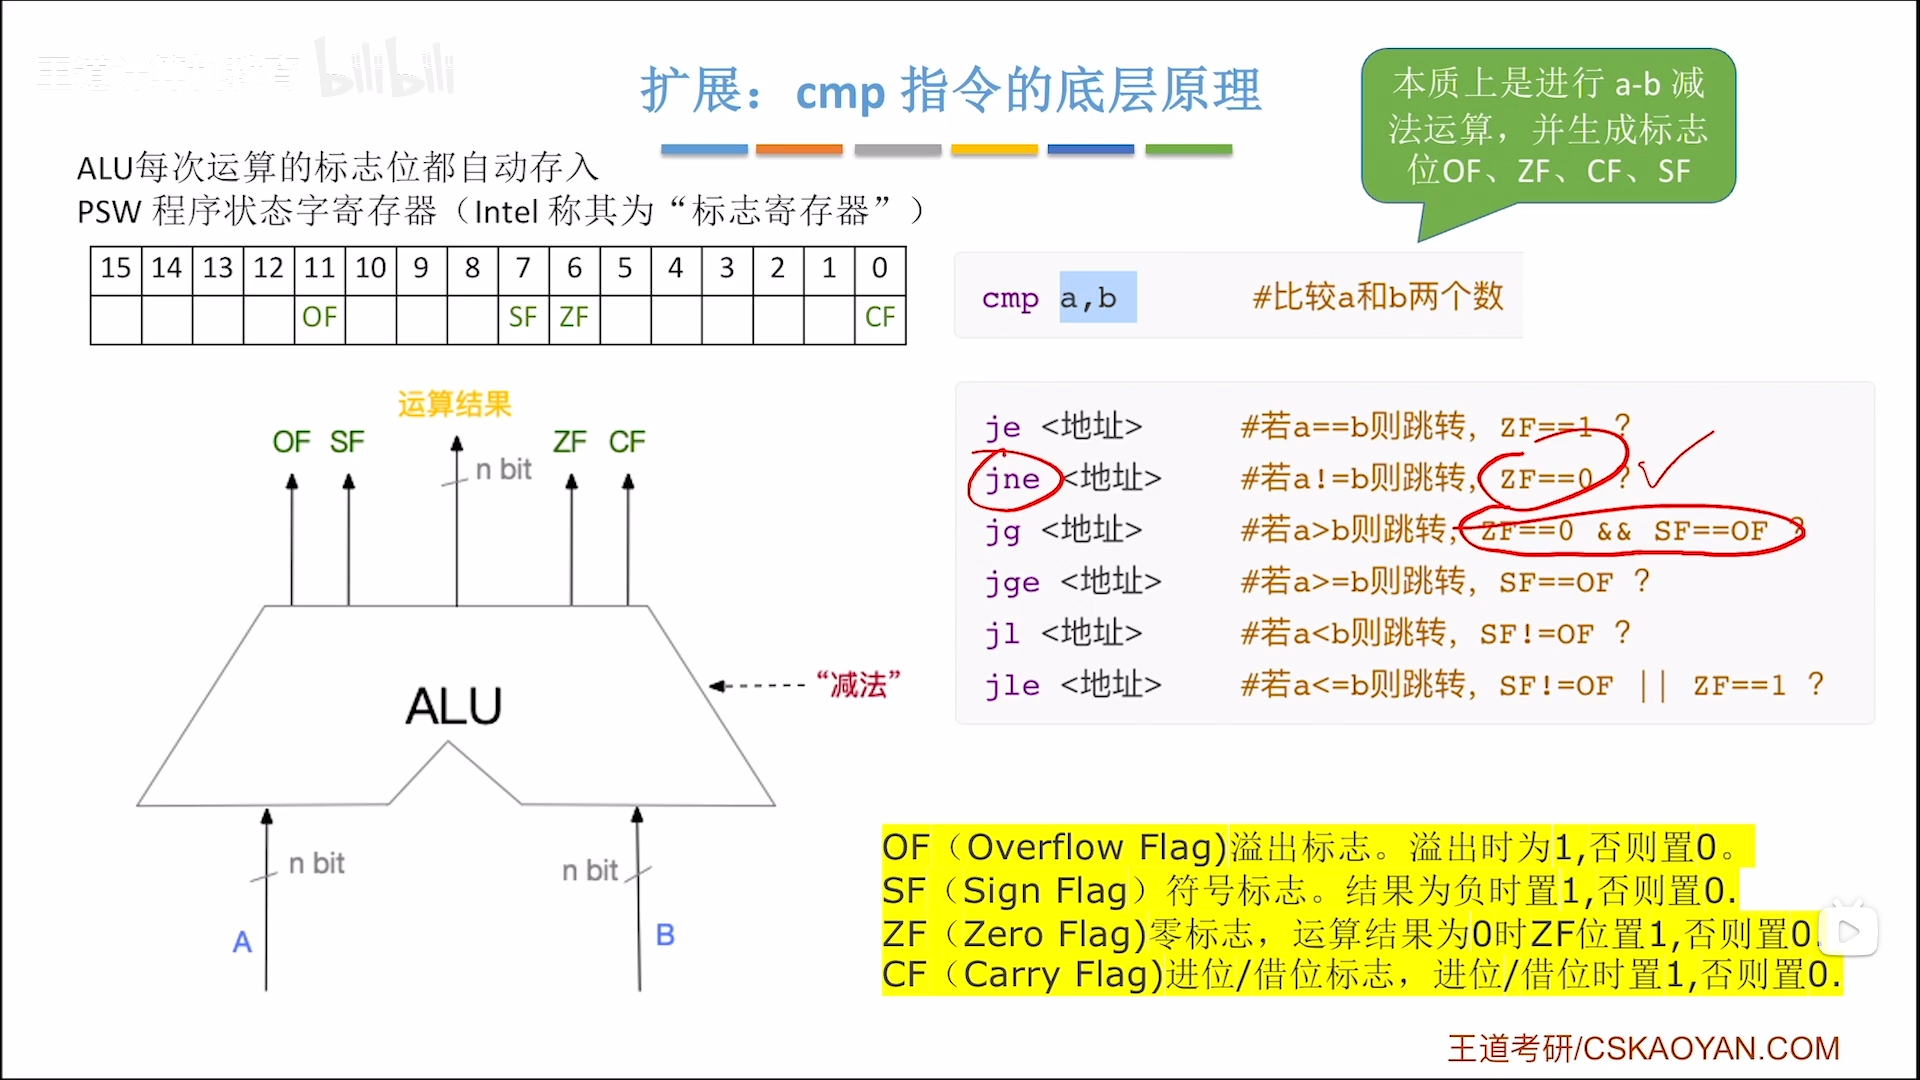 bilibili
扩展：cmp 指令的底层原理
本质上是进行 a-b 减
法运算，并生成标志
位OF、ZF、CF、SF
ALU每次运算的标志位都自动存入
PSW 程序状态字寄存器（Intel 称其为“标志寄存器”）
15 14 13 12 11 10 9 8 7 6 5 4 3 2 1 0
OF SF ZF CF
cmp a,b #比较a和b两个数
运算结果
OF SF ZF CF
n bit
je <地址> #若a==b则跳转，ZF==1 ?
jne <地址> #若a!=b则跳转，ZF==0 ?
jg <地址> #若a>b则跳转，ZF==0 && SF==OF ?
jge <地址> #若a>=b则跳转，SF==OF ?
jl <地址> #若a<b则跳转，SF!=OF ?
jle <地址> #若a<=b则跳转，SF!=OF || ZF==1 ?
“减法”
ALU
n bit n bit
A B
OF（Overflow Flag)溢出标志。溢出时为1,否则置0。
SF（Sign Flag）符号标志。结果为负时置1,否则置0.
ZF（Zero Flag)零标志，运算结果为0时ZF位置1,否则置0.
CF（Carry Flag)进位/借位标志，进位/借位时置1,否则置0.
王道考研/CSKAOYAN.COM